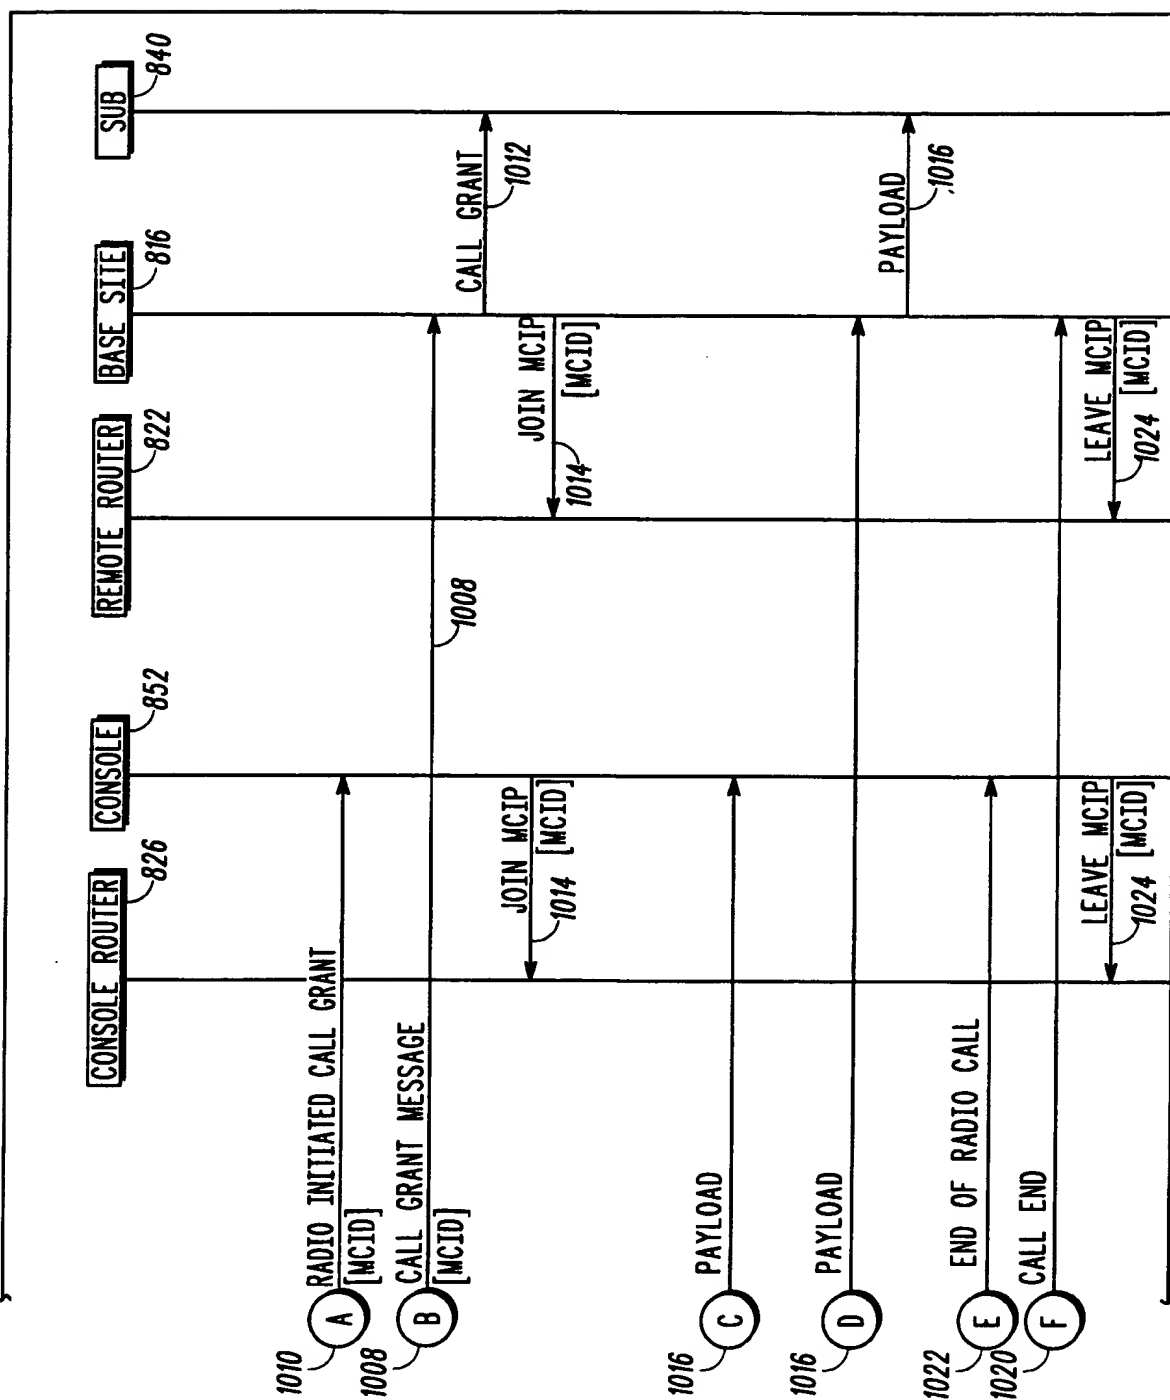 CONSOLE ROUTER
826
CONSOLE
852
REMOTE ROUTER
822
BASE SITE
816
SUB
840
1010
A
RADIO INITIATED CALL GRANT
[MCID]
1008
B
CALL GRANT MESSAGE
[MCID]
1008
CALL GRANT
1012
JOIN MCIP
1014 [MCID]
JOIN MCIP
[MCID]
1014
1016
C
PAYLOAD
1016
D
PAYLOAD
PAYLOAD
1016
1022
E
END OF RADIO CALL
1020
F
CALL END
LEAVE MCIP
1024 [MCID]
LEAVE MCIP
1024 [MCID]